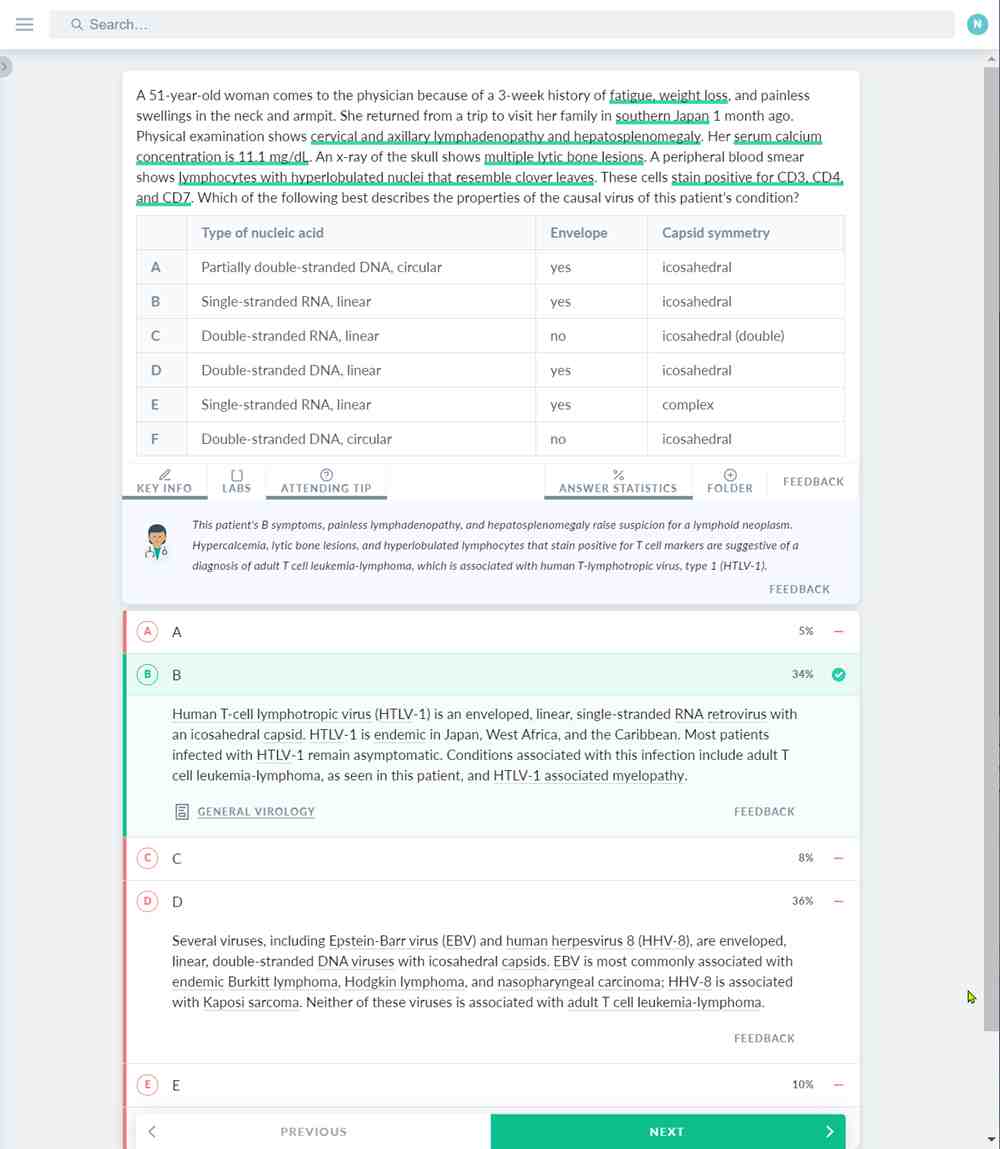 Search...
N
A 51-year-old woman comes to the physician because of a 3-week history of fatigue, weight loss, and painless
swellings in the neck and armpit. She returned from a trip to visit her family in southern Japan 1 month ago.
Physical examination shows cervical and axillary lymphadenopathy and hepatosplenomegaly. Her serum calcium
concentration is 11.1 mg/dL. An x-ray of the skull shows multiple lytic bone lesions. A peripheral blood smear
shows lymphocytes with hyperlobulated nuclei that resemble clover leaves. These cells stain positive for CD3, CD4,
and CD7. Which of the following best describes the properties of the causal virus of this patient's condition?
Type of nucleic acid Envelope Capsid symmetry
A Partially double-stranded DNA, circular yes icosahedral
B Single-stranded RNA, linear yes icosahedral
C Double-stranded RNA, linear no icosahedral (double)
D Double-stranded DNA, linear yes icosahedral
E Single-stranded RNA, linear yes complex
F Double-stranded DNA, circular no icosahedral
KEY INFO LABS ATTENDING TIP ANSWER STATISTICS FOLDER FEEDBACK
This patient's B symptoms, painless lymphadenopathy, and hepatosplenomegaly raise suspicion for a lymphoid neoplasm.
Hypercalcemia, lytic bone lesions, and hyperlobulated lymphocytes that stain positive for T cell markers are suggestive of a
diagnosis of adult T cell leukemia-lymphoma, which is associated with human T-lymphotropic virus, type 1 (HTLV-1).
FEEDBACK
A A 5%
B B 34%
Human T-cell lymphotropic virus (HTLV-1) is an enveloped, linear, single-stranded RNA retrovirus with
an icosahedral capsid. HTLV-1 is endemic in Japan, West Africa, and the Caribbean. Most patients
infected with HTLV-1 remain asymptomatic. Conditions associated with this infection include adult T
cell leukemia-lymphoma, as seen in this patient, and HTLV-1 associated myelopathy.
GENERAL VIROLOGY FEEDBACK
C C 8%
D D 36%
Several viruses, including Epstein-Barr virus (EBV) and human herpesvirus 8 (HHV-8), are enveloped,
linear, double-stranded DNA viruses with icosahedral capsids. EBV is most commonly associated with
endemic Burkitt lymphoma, Hodgkin lymphoma, and nasopharyngeal carcinoma; HHV-8 is associated
with Kaposi sarcoma. Neither of these viruses is associated with adult T cell leukemia-lymphoma.
FEEDBACK
E E 10%
PREVIOUS NEXT